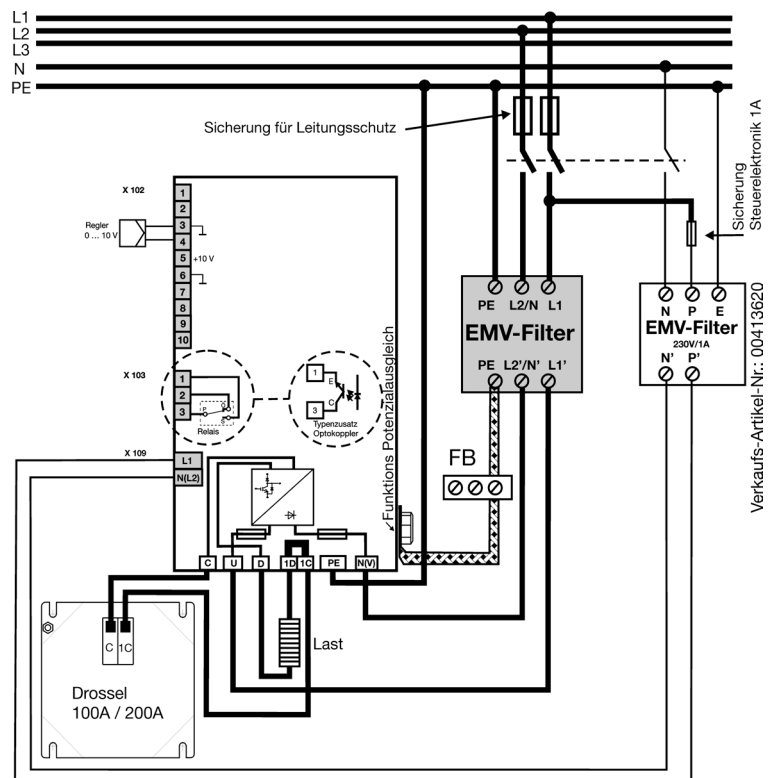 L1
L2
L3
N
PE
Sicherung für Leitungsschutz
Sicherung
Steuerelektronik 1A
X 102
1
2
3
4
5
6
7
8
9
10
+10 V
Regler
0 ... 10 V
X 103
1
2
3
P
Ö
S
Relais
1
E
C
3
Typenzusatz
Optokoppler
X 109
L1
N(L2)
Funktions Potenzialausgleich
C
U
D
1D
1C
PE
N(V)
PE L2/N L1
EMV-Filter
PE L2'/N' L1'
N P E
EMV-Filter
230V/1A
N' P'
FB
Last
C
1C
Drossel
100A / 200A
Verkaufs-Artikel-Nr.: 00413620